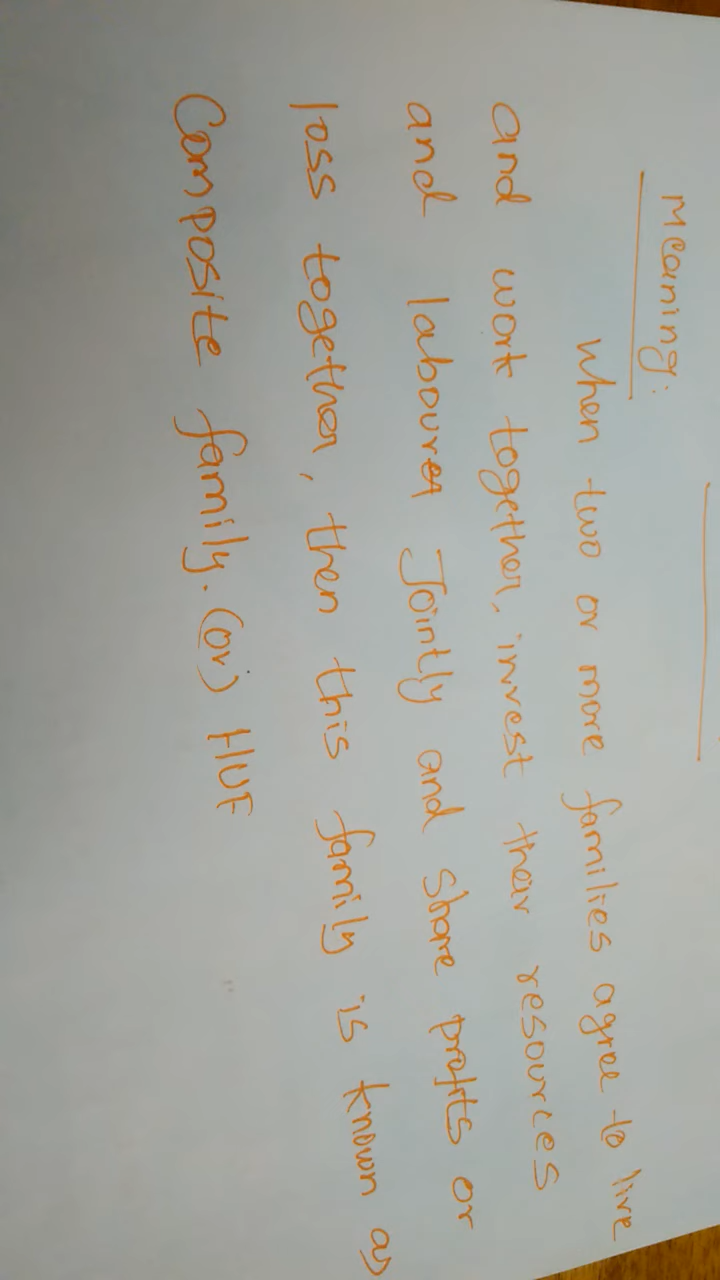 Meaning:
When two or more families agree to live
and work together, invest their resources
and labourer Jointly and share profits or
loss together, then this family is known as
Composite family. (or) HUF